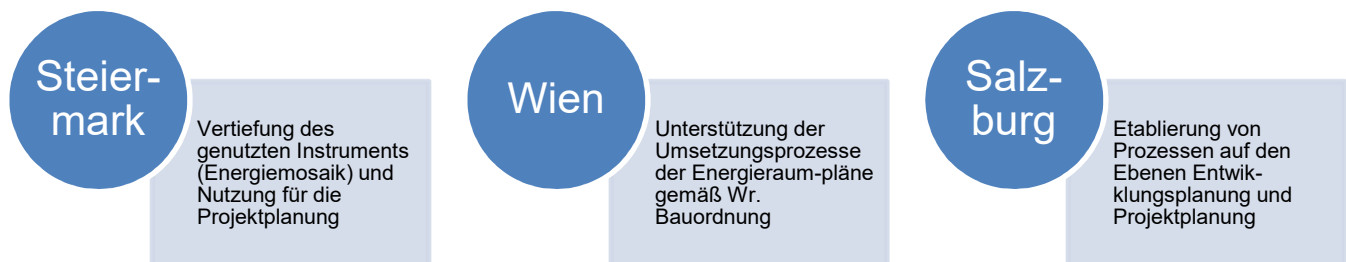 Steier-
mark
Vertiefung des
genutzten Instruments
(Energiemosaik) und
Nutzung für die
Projektplanung
Wien
Unterstützung der
Umsetzungsprozesse
der Energieraum-pläne
gemäß Wr.
Bauordnung
Salz-
burg
Etablierung von
Prozessen auf den
Ebenen Entwik-
klungsplanung und
Projektplanung